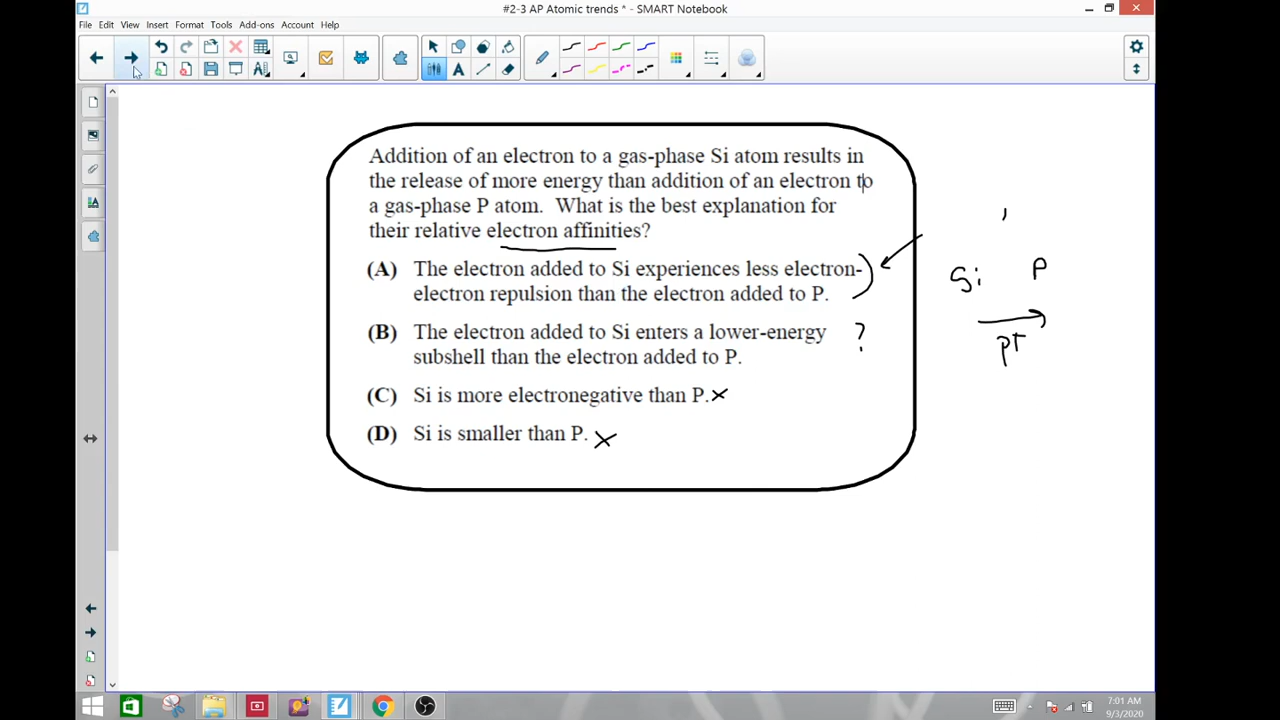 #2-3 AP Atomic trends * - SMART Notebook
File Edit View Insert Format Tools Add-ons Account Help
Addition of an electron to a gas-phase Si atom results in
the release of more energy than addition of an electron to
a gas-phase P atom. What is the best explanation for
their relative electron affinities?
(A) The electron added to Si experiences less electron-
electron repulsion than the electron added to P.
(B) The electron added to Si enters a lower-energy
subshell than the electron added to P.
?
(C) Si is more electronegative than P.
(D) Si is smaller than P.
Si P
7:01 AM
9/3/2020